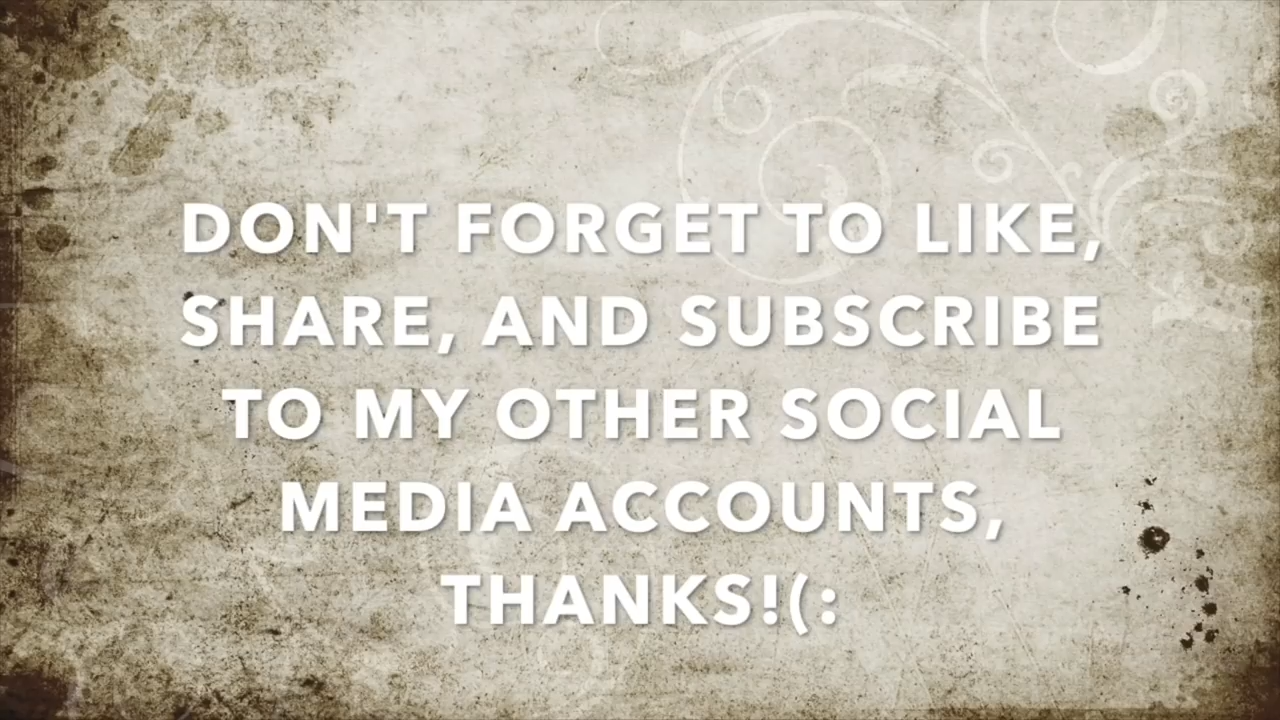 DON'T FORGET TO LIKE,
SHARE, AND SUBSCRIBE
TO MY OTHER SOCIAL
MEDIA ACCOUNTS,
THANKS!(: